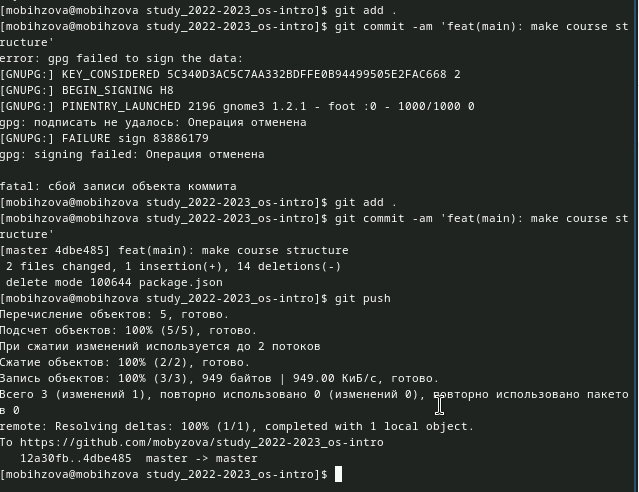 [mobihzova@mobihzova study_2022-2023_os-intro]$ git add .
[mobihzova@mobihzova study_2022-2023_os-intro]$ git commit -am 'feat(main): make course st
ructure'
error: gpg failed to sign the data:
[GNUPG:] KEY_CONSIDERED 5C340D3AC5C7AA332BDFFE0B94499505E2FAC668 2
[GNUPG:] BEGIN_SIGNING H8
[GNUPG:] PINENTRY_LAUNCHED 2196 gnome3 1.2.1 - foot :0 - 1000/1000 0
gpg: подписать не удалось: Операция отменена
[GNUPG:] FAILURE sign 83886179
gpg: signing failed: Операция отменена
fatal: сбой записи объекта коммита
[mobihzova@mobihzova study_2022-2023_os-intro]$ git add .
[mobihzova@mobihzova study_2022-2023_os-intro]$ git commit -am 'feat(main): make course st
ructure'
[master 4dbe485] feat(main): make course structure
2 files changed, 1 insertion(+), 14 deletions(-)
delete mode 100644 package.json
[mobihzova@mobihzova study_2022-2023_os-intro]$ git push
Перечисление объектов: 5, готово.
Подсчет объектов: 100% (5/5), готово.
При сжатии изменений используется до 2 потоков
Сжатие объектов: 100% (2/2), готово.
Запись объектов: 100% (3/3), 949 байтов | 949.00 КиБ/с, готово.
Всего 3 (изменений 1), повторно использовано 0 (изменений 0), повторно использовано пакето
в 0
remote: Resolving deltas: 100% (1/1), completed with 1 local object.
To https://github.com/mobyzova/study_2022-2023_os-intro
12a30fb..4dbe485  master -> master
[mobihzova@mobihzova study_2022-2023_os-intro]$